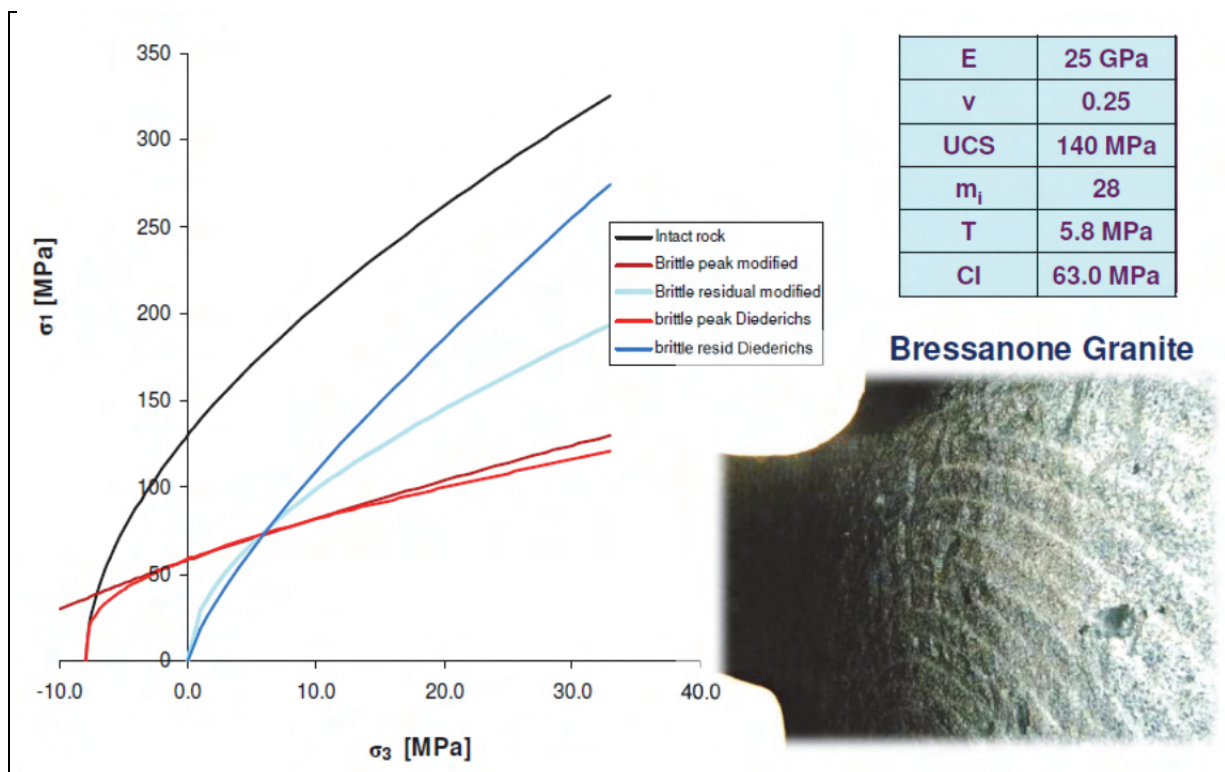 350
300
250
200
150
100
50
0
-10.0 0.0 10.0 20.0 30.0 40.0
σ1 [MPa]
σ3 [MPa]
Intact rock
Brittle peak modified
Brittle residual modified
brittle peak Diederichs
brittle resid Diederichs
E 25 GPa
ν 0.25
UCS 140 MPa
mi 28
T 5.8 MPa
CI 63.0 MPa
Bressanone Granite